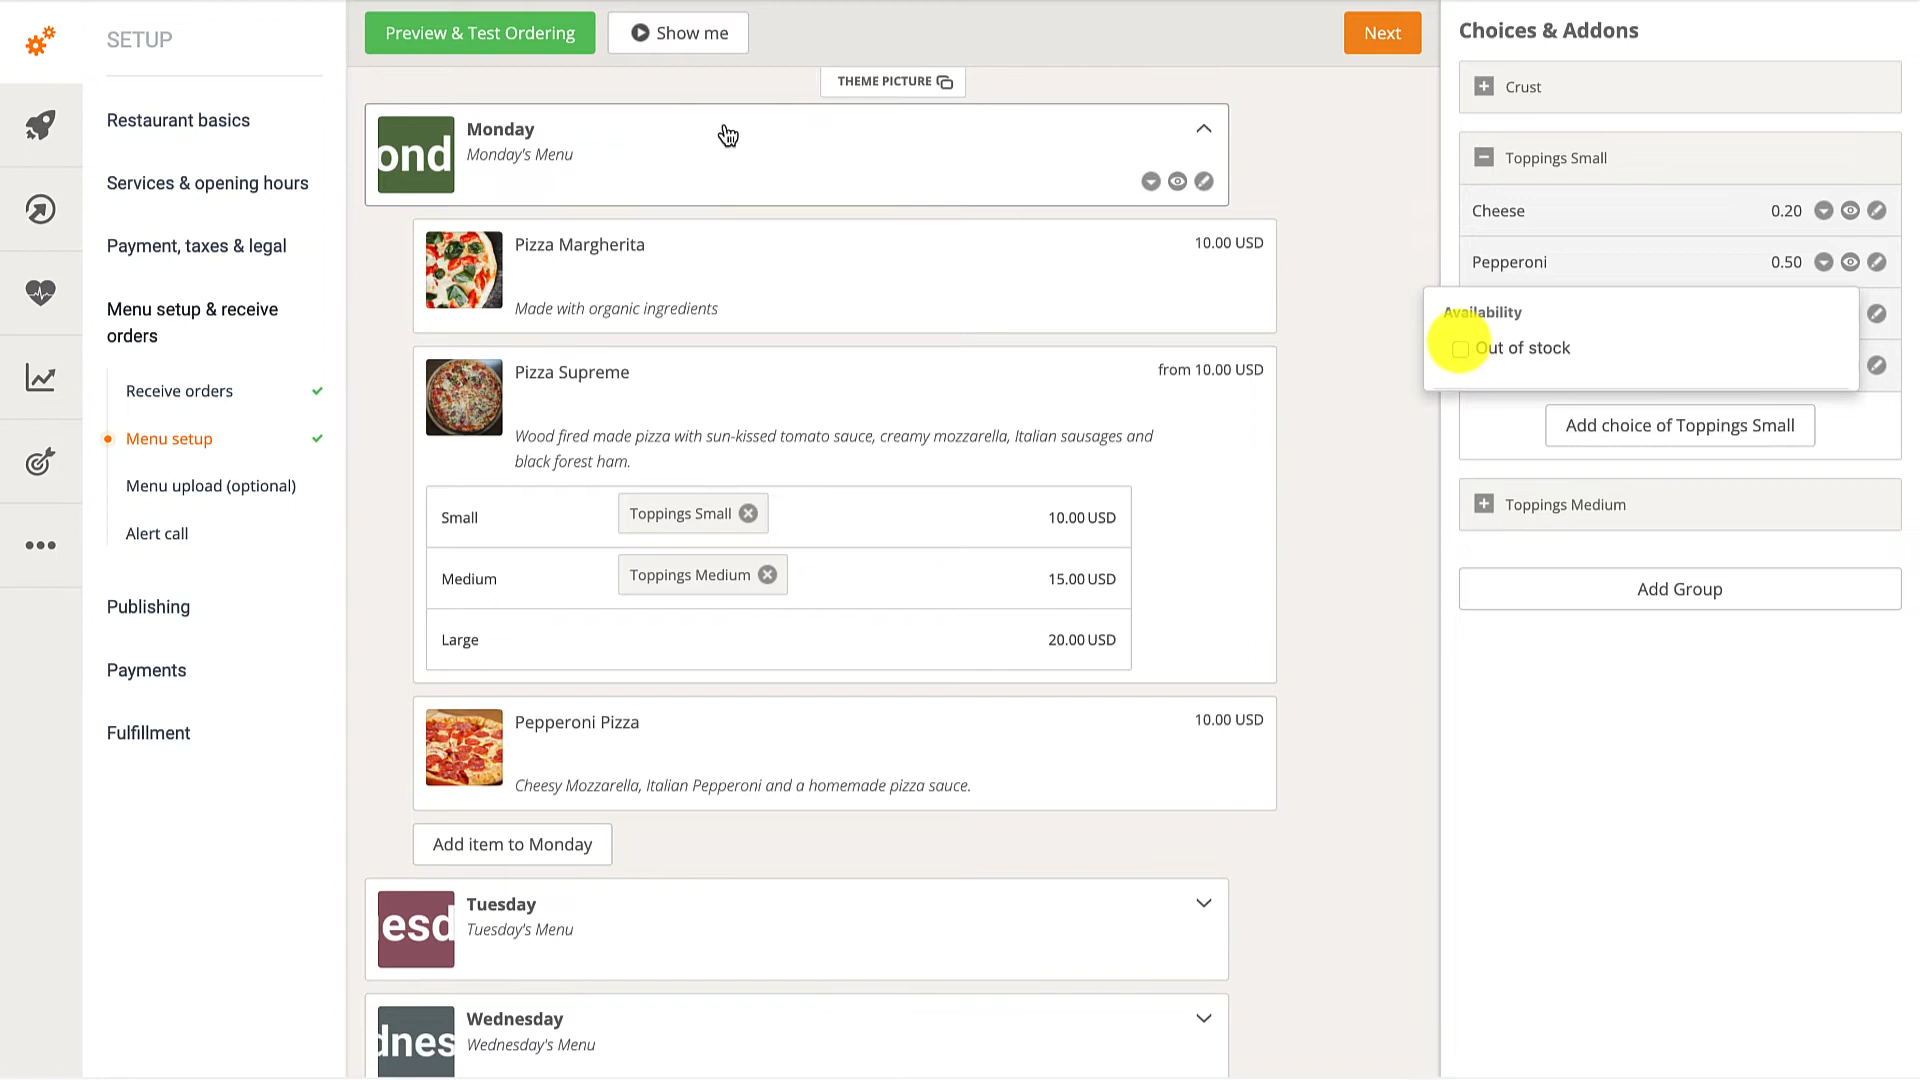 SETUP
Restaurant basics
Services & opening hours
Payment, taxes & legal
Menu setup & receive
orders
Receive orders
Menu setup
Menu upload (optional)
Alert call
Publishing
Payments
Fulfillment
Preview & Test Ordering
Show me
Next
THEME PICTURE
ond
Monday
Monday's Menu
Pizza Margherita
10.00 USD
Made with organic ingredients
Pizza Supreme
from 10.00 USD
Wood fired made pizza with sun-kissed tomato sauce, creamy mozzarella, Italian sausages and
black forest ham.
Small Toppings Small 10.00 USD
Medium Toppings Medium 15.00 USD
Large 20.00 USD
Pepperoni Pizza
10.00 USD
Cheesy Mozzarella, Italian Pepperoni and a homemade pizza sauce.
Add item to Monday
esd
Tuesday
Tuesday's Menu
dnes
Wednesday
Wednesday's Menu
Choices & Addons
Crust
Toppings Small
Cheese 0.20
Pepperoni 0.50
Availability
Out of stock
Add choice of Toppings Small
Toppings Medium
Add Group